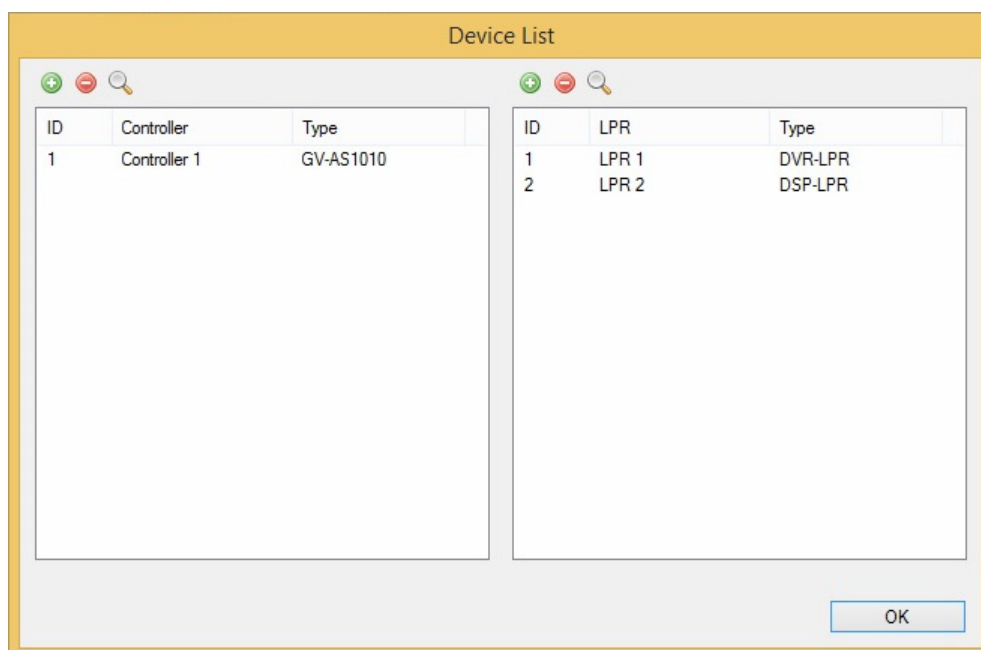 Device List
ID Controller Type
1 Controller 1 GV-AS1010
ID LPR Type
1 LPR 1 DVR-LPR
2 LPR 2 DSP-LPR
OK